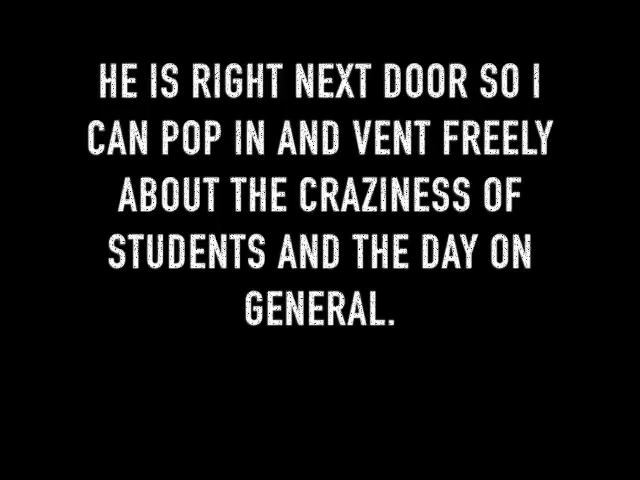 HE IS RIGHT NEXT DOOR SO I
CAN POP IN AND VENT FREELY
ABOUT THE CRAZINESS OF
STUDENTS AND THE DAY ON
GENERAL.